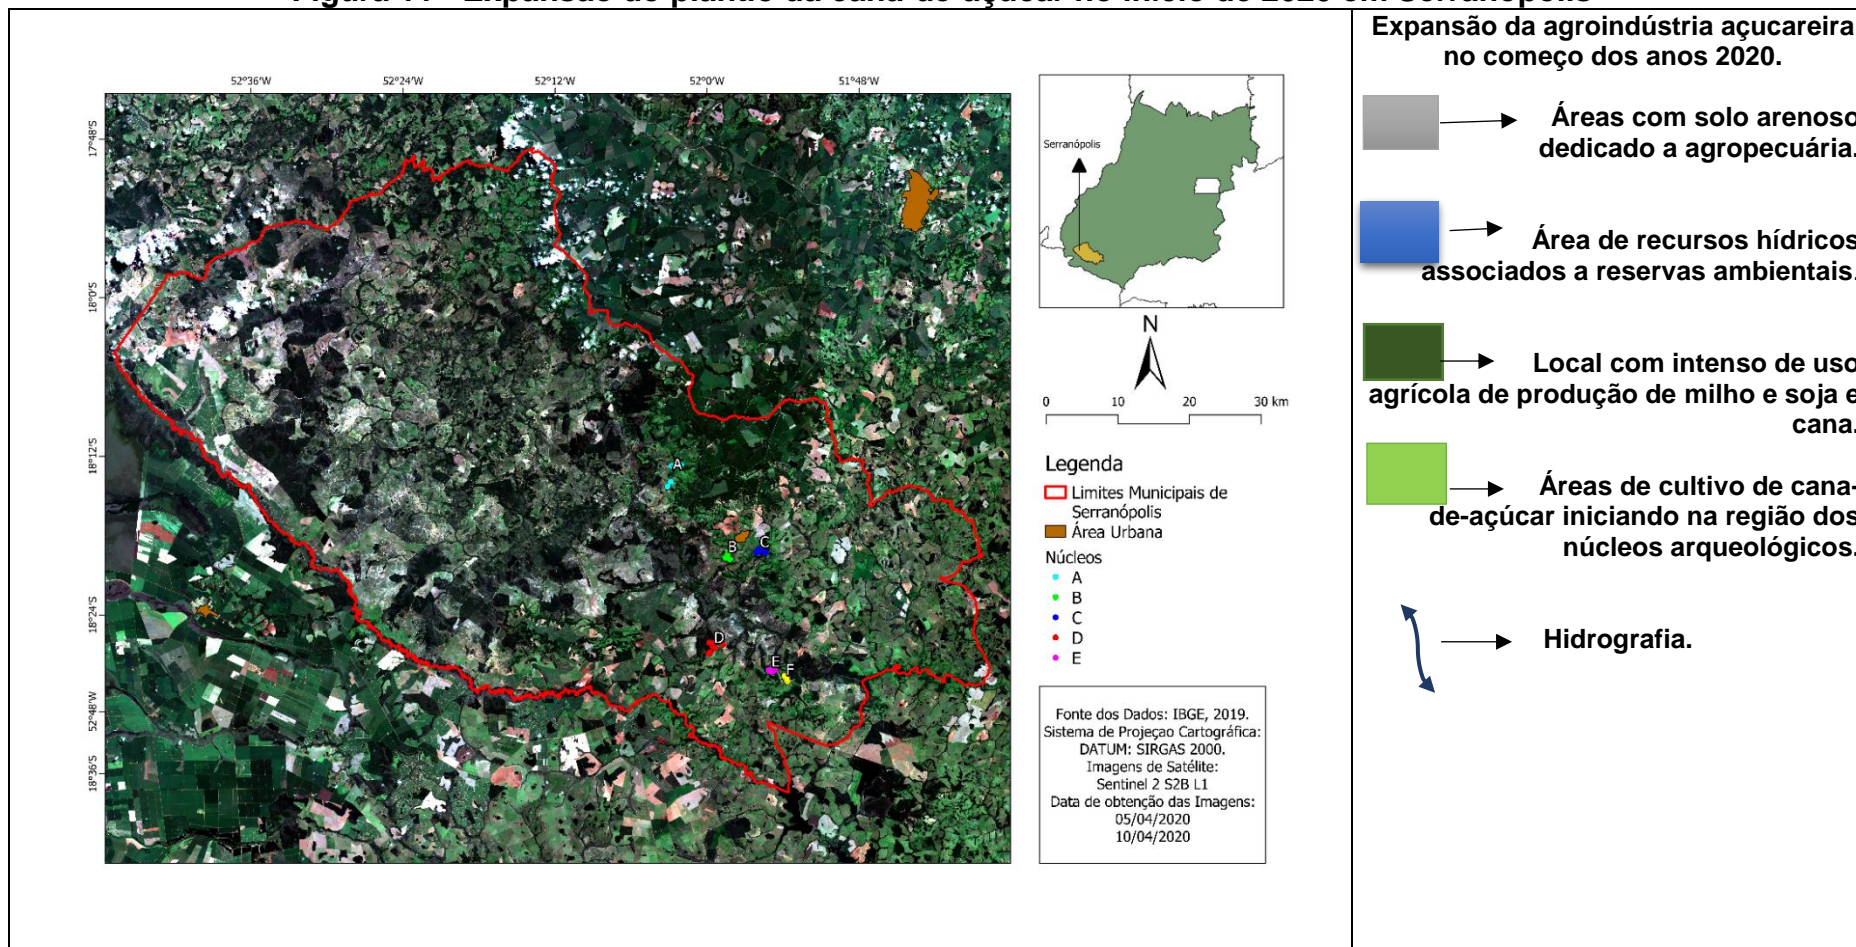 52°36'W
52°24'W
52°12'W
52°0'W
51°48'W
17°48'S
18°0'S
18°12'S
18°24'S
52°48'W
18°36'S
A
B
C
D
E
F
Serranópolis
N
0 10 20 30 km
Legenda
Limites Municipais de
Serranópolis
Área Urbana
Núcleos
A
B
C
D
E
Fonte dos Dados: IBGE, 2019.
Sistema de Projeçao Cartográfica:
DATUM: SIRGAS 2000.
Imagens de Satélite:
Sentinel 2 S2B L1
Data de obtenção das Imagens:
05/04/2020
10/04/2020
Expansão da agroindústria açucareira
no começo dos anos 2020.
Áreas com solo arenoso
dedicado a agropecuária.
Área de recursos hídricos
associados a reservas ambientais.
Local com intenso de uso
agrícola de produção de milho e soja e
cana.
Áreas de cultivo de cana-
de-açúcar iniciando na região dos
núcleos arqueológicos.
Hidrografia.